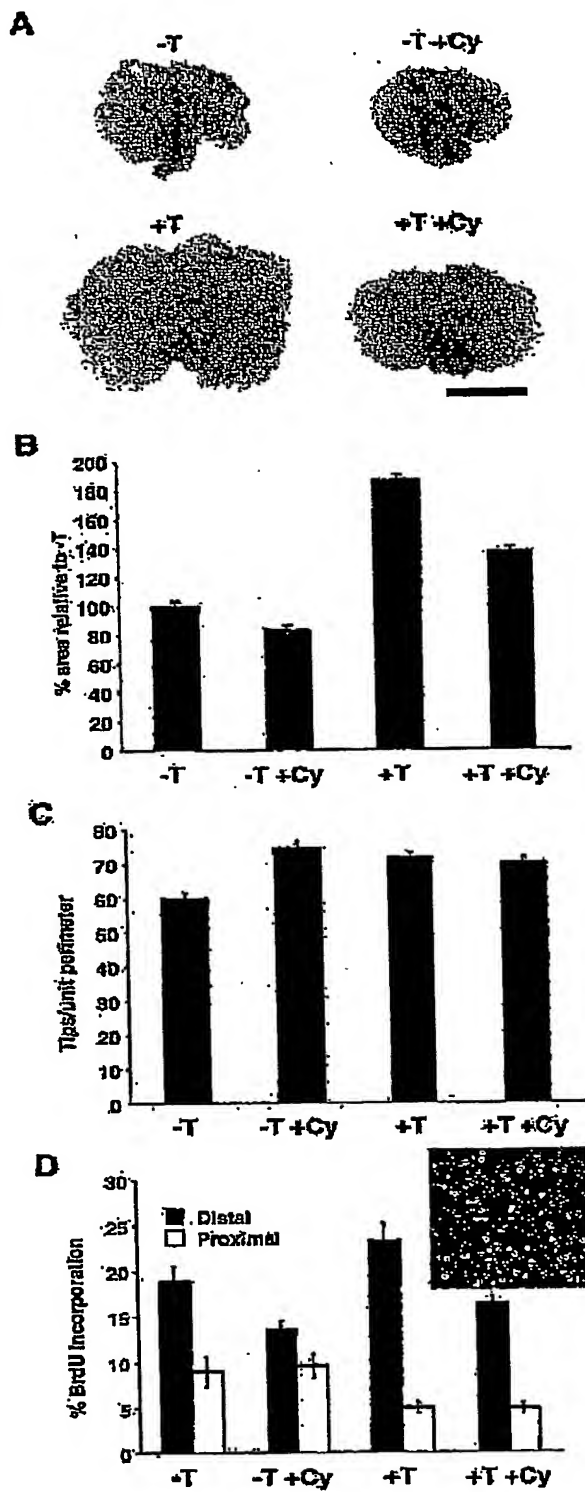 A
-T
-T +Cy
+T
+T +Cy
B
% area relative to -T
200
180
160
140
120
100
80
60
40
20
0
-T
-T +Cy
+T
+T +Cy
C
Tips/unit perimeter
80
70
60
50
40
30
20
10
0
-T
-T +Cy
+T
+T +Cy
D
% BrdU incorporation
30
25
20
15
10
5
0
Distal
Proximal
-T
-T +Cy
+T
+T +Cy